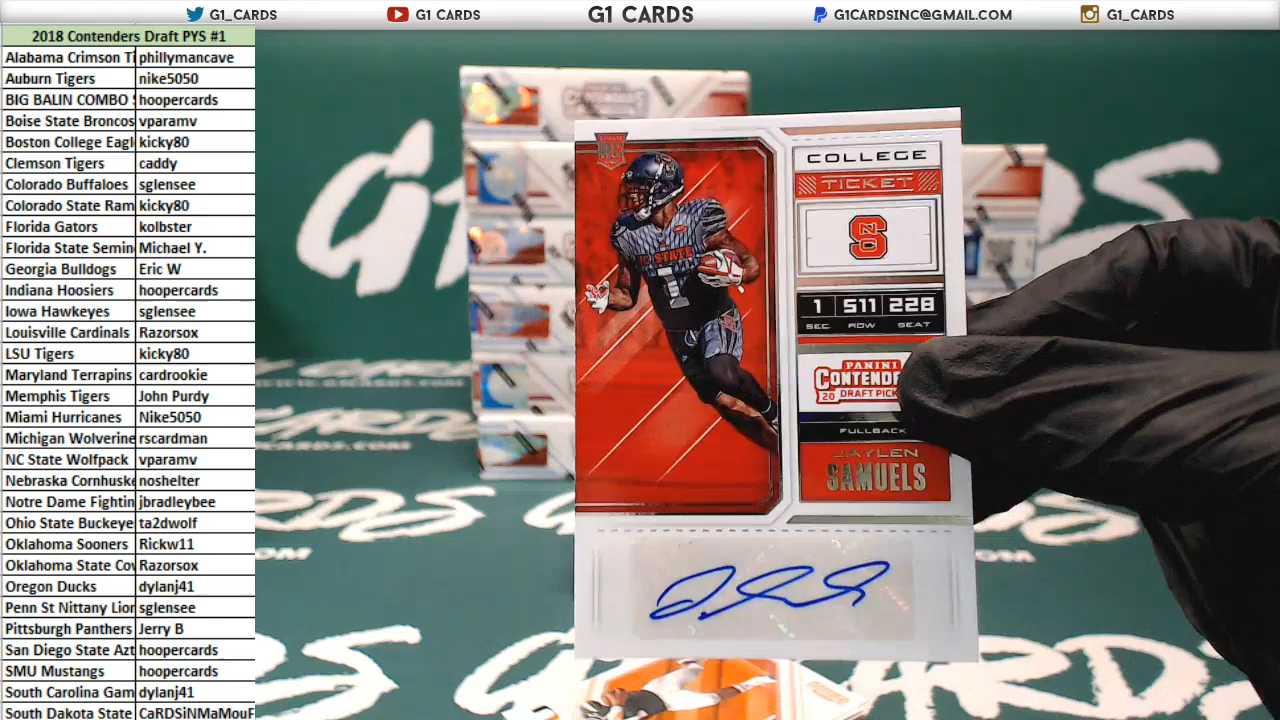 G1_CARDS G1 CARDS G1 CARDS G1CARDSINC@GMAIL.COM G1_CARDS
2018 Contenders Draft PYS #1
Alabama Crimson Ti phillymancave
Auburn Tigers nike5050
BIG BALIN COMBO hoopercards
Boise State Broncos vparamv
Boston College Eagl kicky80
Clemson Tigers caddy
Colorado Buffaloes sglensee
Colorado State Ram kicky80
Florida Gators kolbster
Florida State Semin Michael Y.
Georgia Bulldogs Eric W
Indiana Hoosiers hoopercards
Iowa Hawkeyes sglensee
Louisville Cardinals Razorsox
LSU Tigers kicky80
Maryland Terrapins cardrookie
Memphis Tigers John Purdy
Miami Hurricanes Nike5050
Michigan Wolverine rscardman
NC State Wolfpack vparamv
Nebraska Cornhuske noshelter
Notre Dame Fightin jbradleybee
Ohio State Buckeye ta2dwolf
Oklahoma Sooners Rickw11
Oklahoma State Cov Razorsox
Oregon Ducks dylanj41
Penn St Nittany Lion sglensee
Pittsburgh Panthers Jerry B
San Diego State Azt hoopercards
SMU Mustangs hoopercards
South Carolina Gam dylanj41
South Dakota State CaRDSiNMaMouF
COLLEGE
TICKET
NC STATE
1
1 511 228
SEC ROW SEAT
PANINI
CONTEND
20 DRAFT PICK
FULLBACK
JAYLEN
SAMUELS